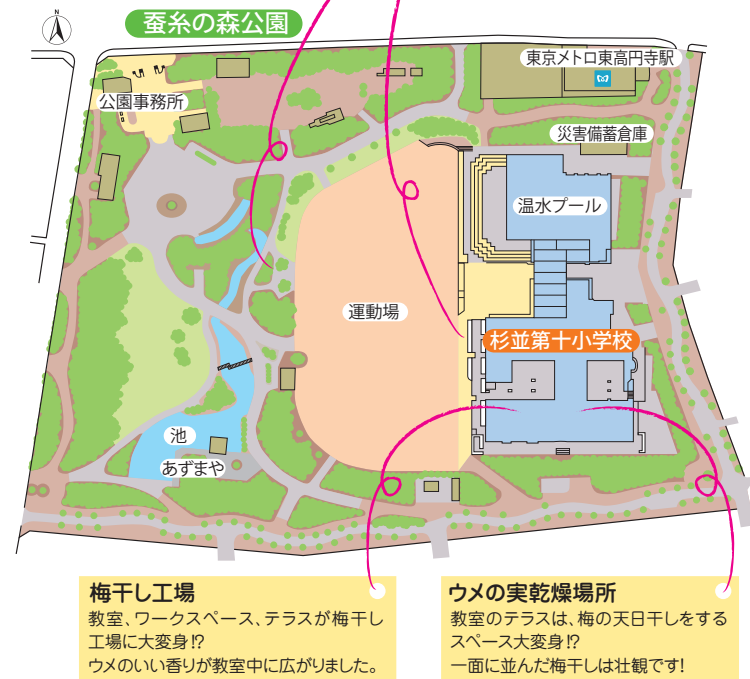 N
蚕糸の森公園
東京メトロ東高円寺駅
公園事務所
災害備蓄倉庫
温水プール
運動場
杉並第十小学校
池
あずまや
梅干し工場
教室、ワークスペース、テラスが梅干し
工場に大変身!?
ウメのいい香りが教室中に広がりました。
ウメの実乾燥場所
教室のテラスは、梅の天日干しをする
スペース大変身!?
一面に並んだ梅干しは壮観です!